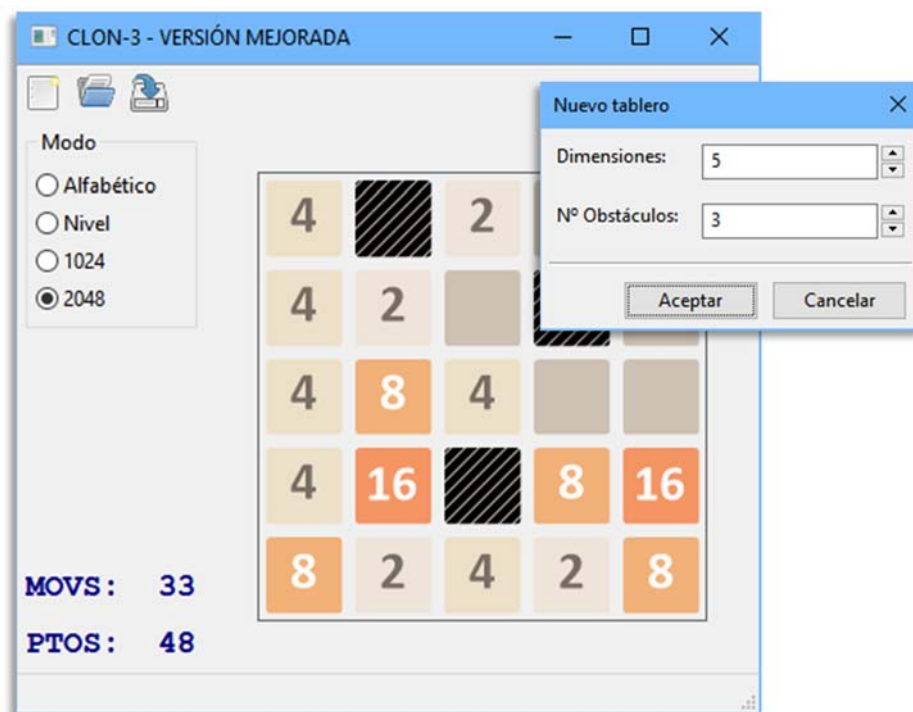 CLON-3 - VERSIÓN MEJORADA
Nuevo tablero
Dimensiones: 5
Nº Obstáculos: 3
Aceptar Cancelar
Modo
Alfabético
Nivel
1024
2048
4 2
4 2
4 8 4
4 16 8 16
8 2 4 2 8
MOVS: 33
PTOS: 48